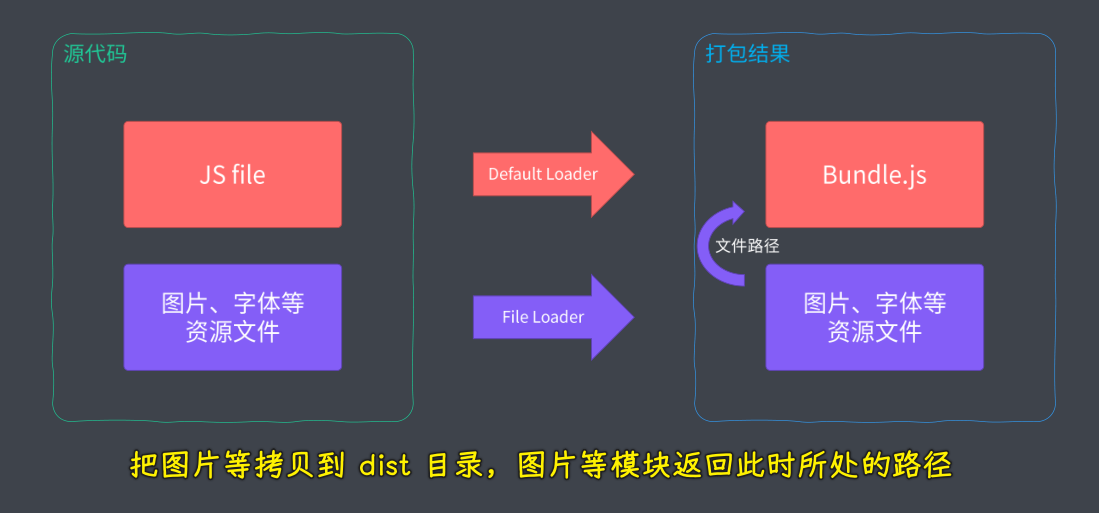 源代码
打包结果
JS file
Default Loader
Bundle.js
文件路径
图片、字体等
资源文件
File Loader
图片、字体等
资源文件
把图片等拷贝到 dist 目录，图片等模块返回此时所处的路径